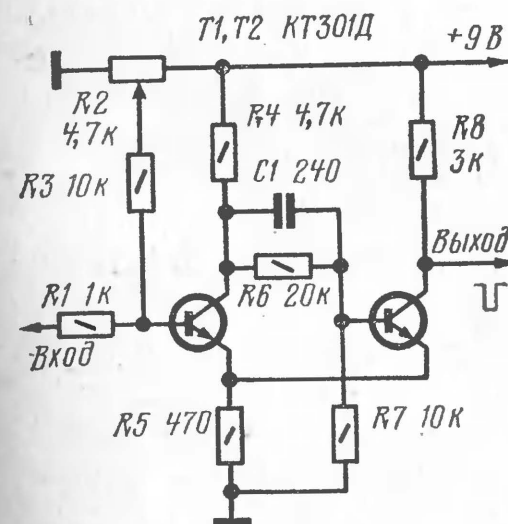 Т1,Т2 КТ301Д
+9 В
R2
4,7к
R4 4,7к
R8
3к
R3 10к
С1 240
Выход
R1 1к
R6 20к
Вход
R5 470
R7 10к